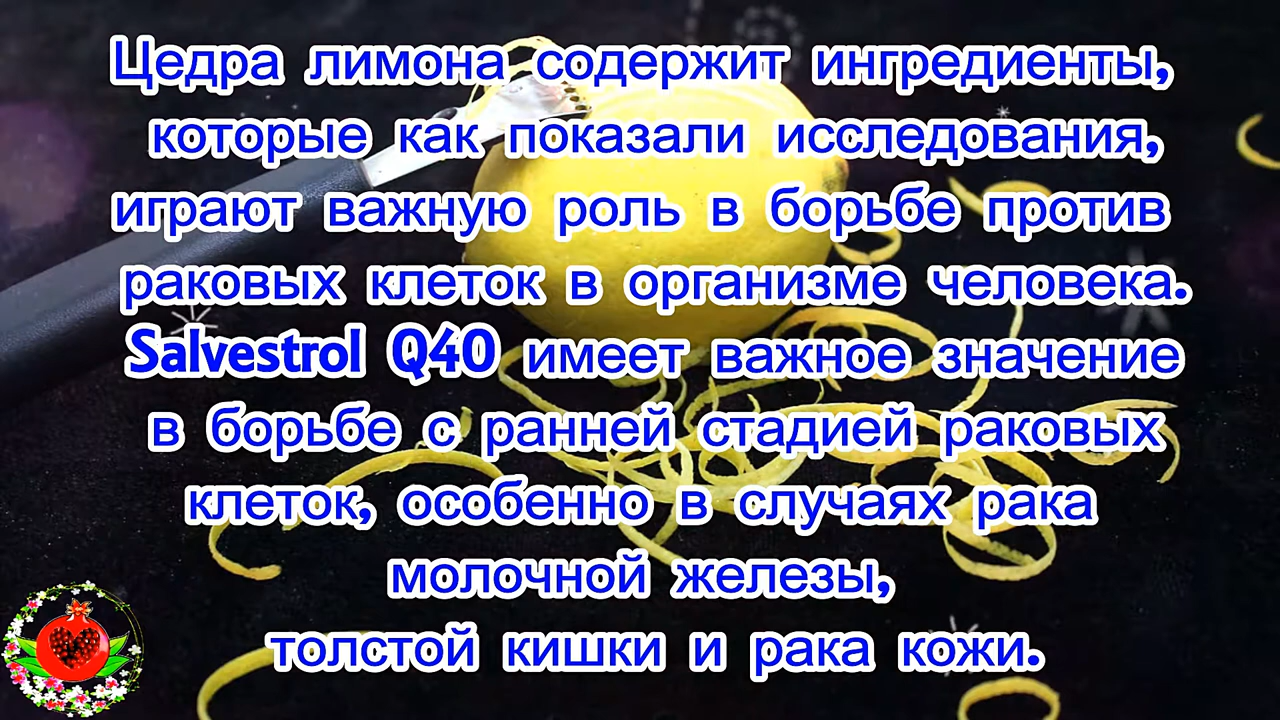 Цедра лимона содержит ингредиенты,
которые как показали исследования,
играют важную роль в борьбе против
раковых клеток в организме человека.
Salvestrol Q40 имеет важное значение
в борьбе с ранней стадией раковых
клеток, особенно в случаях рака
молочной железы,
толстой кишки и рака кожи.